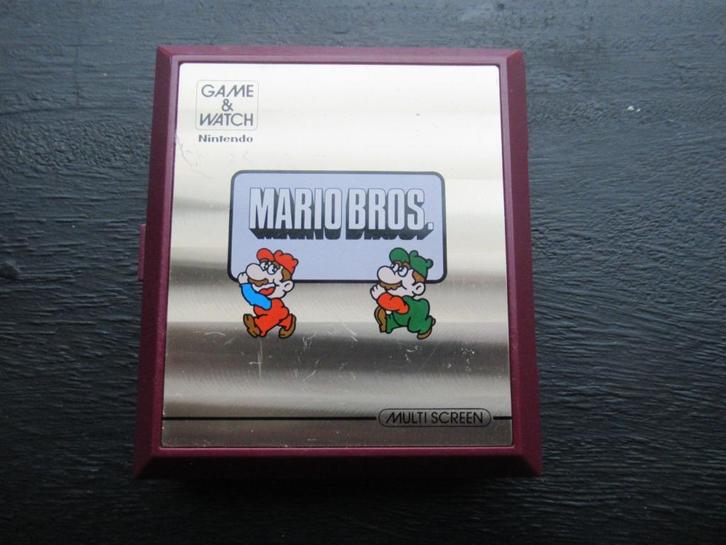 GAME
&
WATCH
Nintendo
MARIO BROS.
MULTI SCREEN